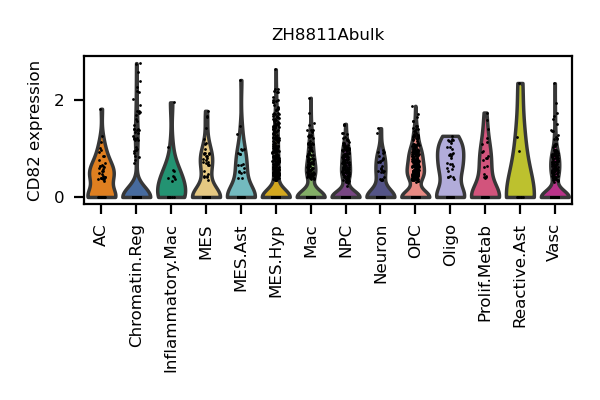 ZH8811Abulk
CD82 expression
2
0
AC
Chromatin.Reg
Inflammatory.Mac
MES
MES.Ast
MES.Hyp
Mac
NPC
Neuron
OPC
Oligo
Prolif.Metab
Reactive.Ast
Vasc